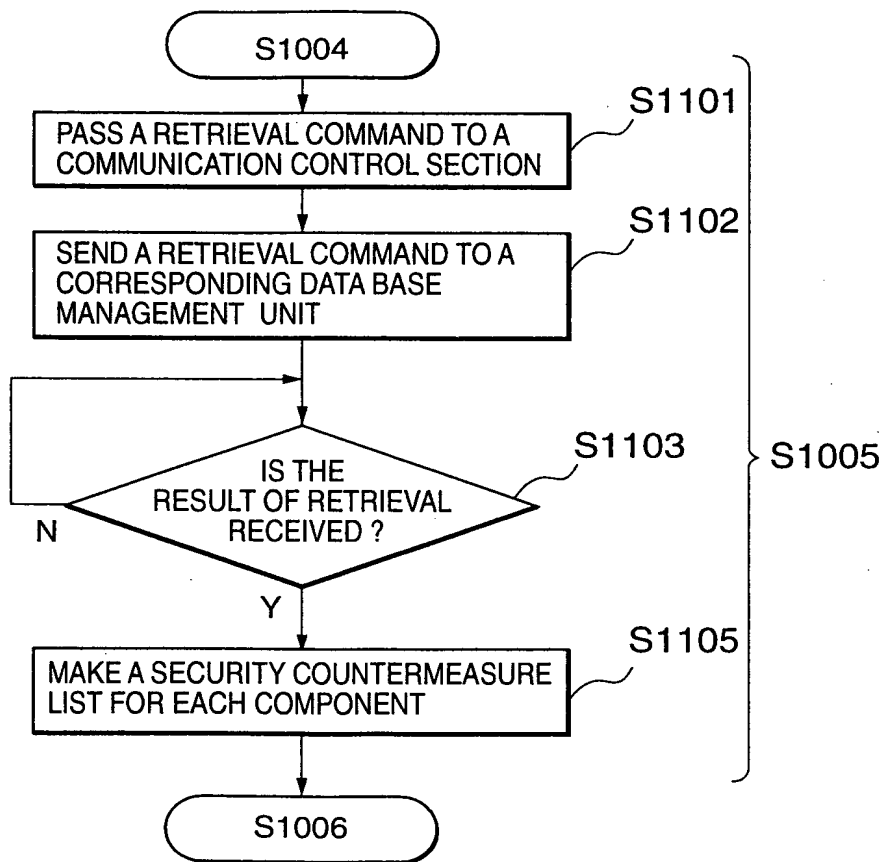 S1004
S1101
PASS A RETRIEVAL COMMAND TO A
COMMUNICATION CONTROL SECTION
S1102
SEND A RETRIEVAL COMMAND TO A
CORRESPONDING DATA BASE
MANAGEMENT UNIT
S1103
IS THE
RESULT OF RETRIEVAL
RECEIVED ?
N
Y
S1005
S1105
MAKE A SECURITY COUNTERMEASURE
LIST FOR EACH COMPONENT
S1006